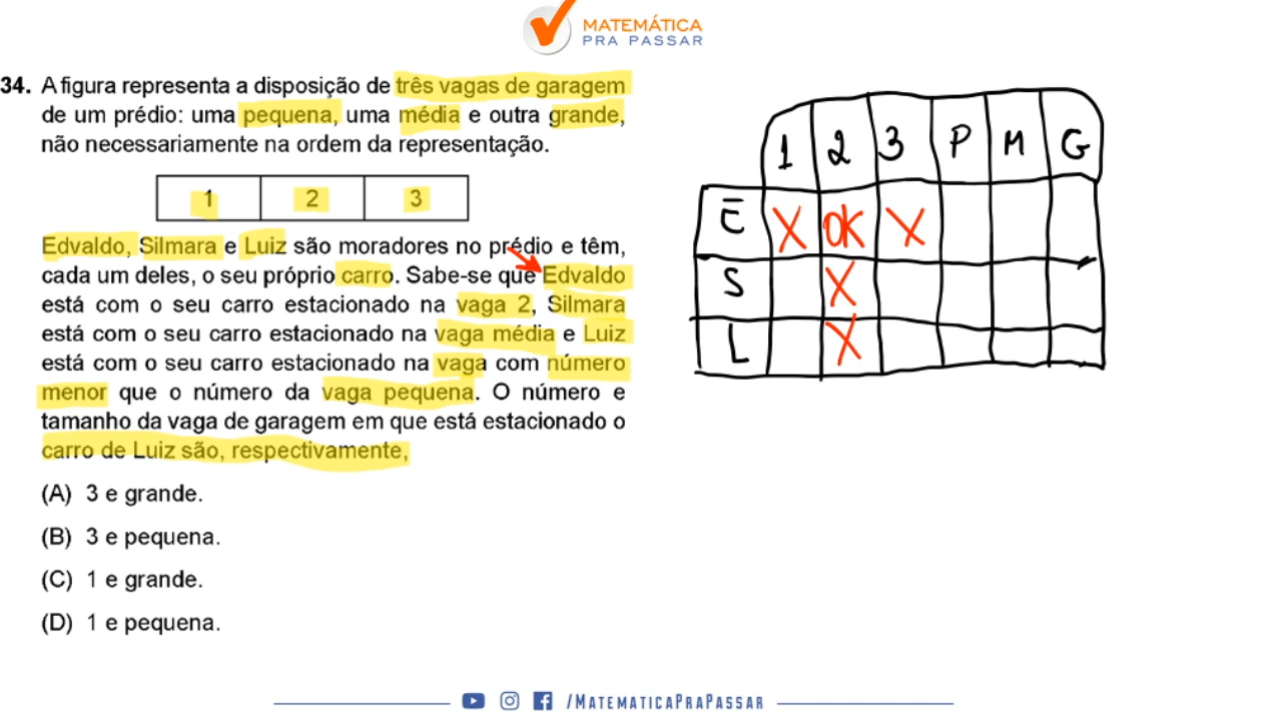 MATEMÁTICA
PRA PASSAR
34. A figura representa a disposição de três vagas de garagem
de um prédio: uma pequena, uma média e outra grande,
não necessariamente na ordem da representação.
1 2 3
Edvaldo, Silmara e Luiz são moradores no prédio e têm,
cada um deles, o seu próprio carro. Sabe-se que Edvaldo
está com o seu carro estacionado na vaga 2, Silmara
está com o seu carro estacionado na vaga média e Luiz
está com o seu carro estacionado na vaga com número
menor que o número da vaga pequena. O número e
tamanho da vaga de garagem em que está estacionado o
carro de Luiz são, respectivamente,
(A) 3 e grande.
(B) 3 e pequena.
(C) 1 e grande.
(D) 1 e pequena.
1 2 3 P M G
E X OK X
S X
L X
/MATEMATICAPRAPASSAR